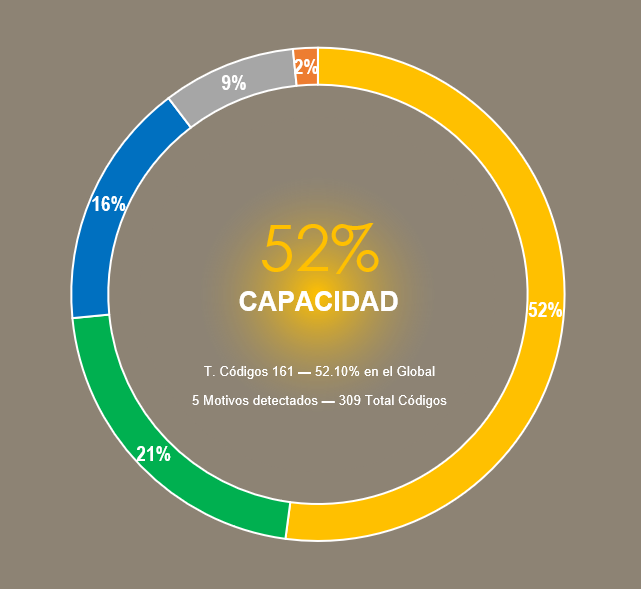 2%
9%
16%
52%
CAPACIDAD
52%
T. Códigos 161 — 52.10% en el Global
5 Motivos detectados — 309 Total Códigos
21%